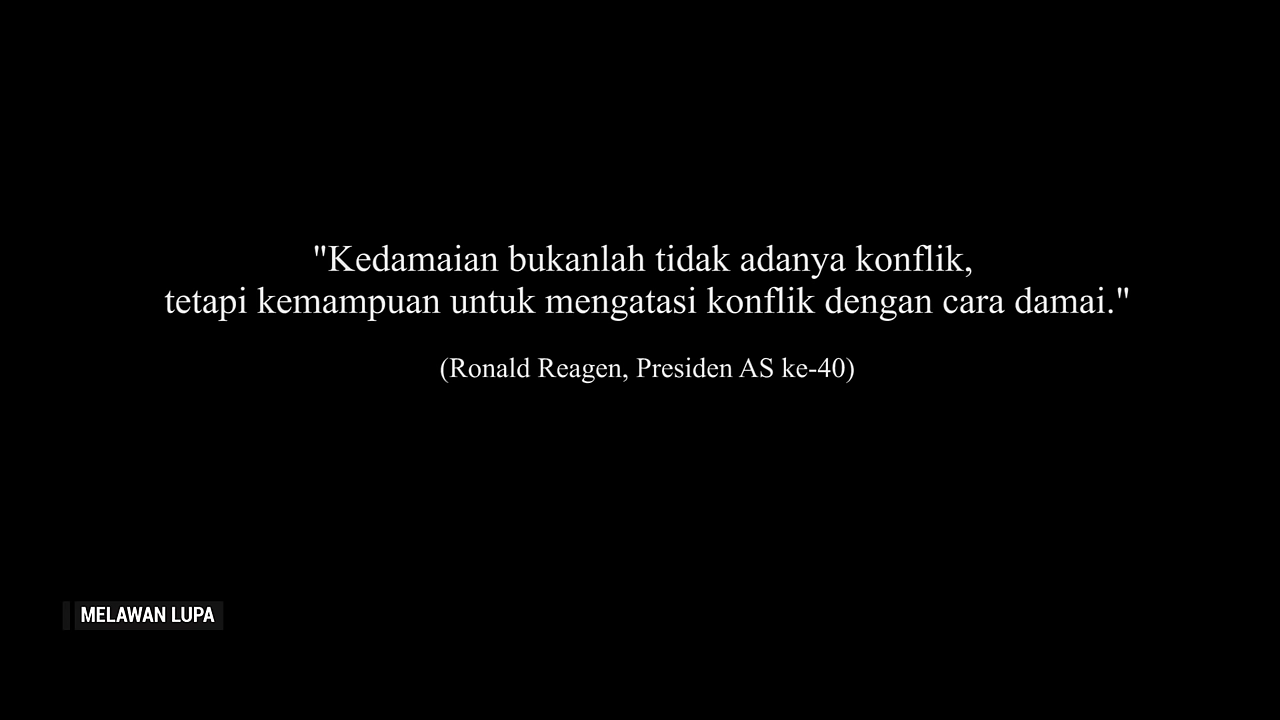 "Kedamaian bukanlah tidak adanya konflik,
tetapi kemampuan untuk mengatasi konflik dengan cara damai."
(Ronald Reagen, Presiden AS ke-40)
MELAWAN LUPA